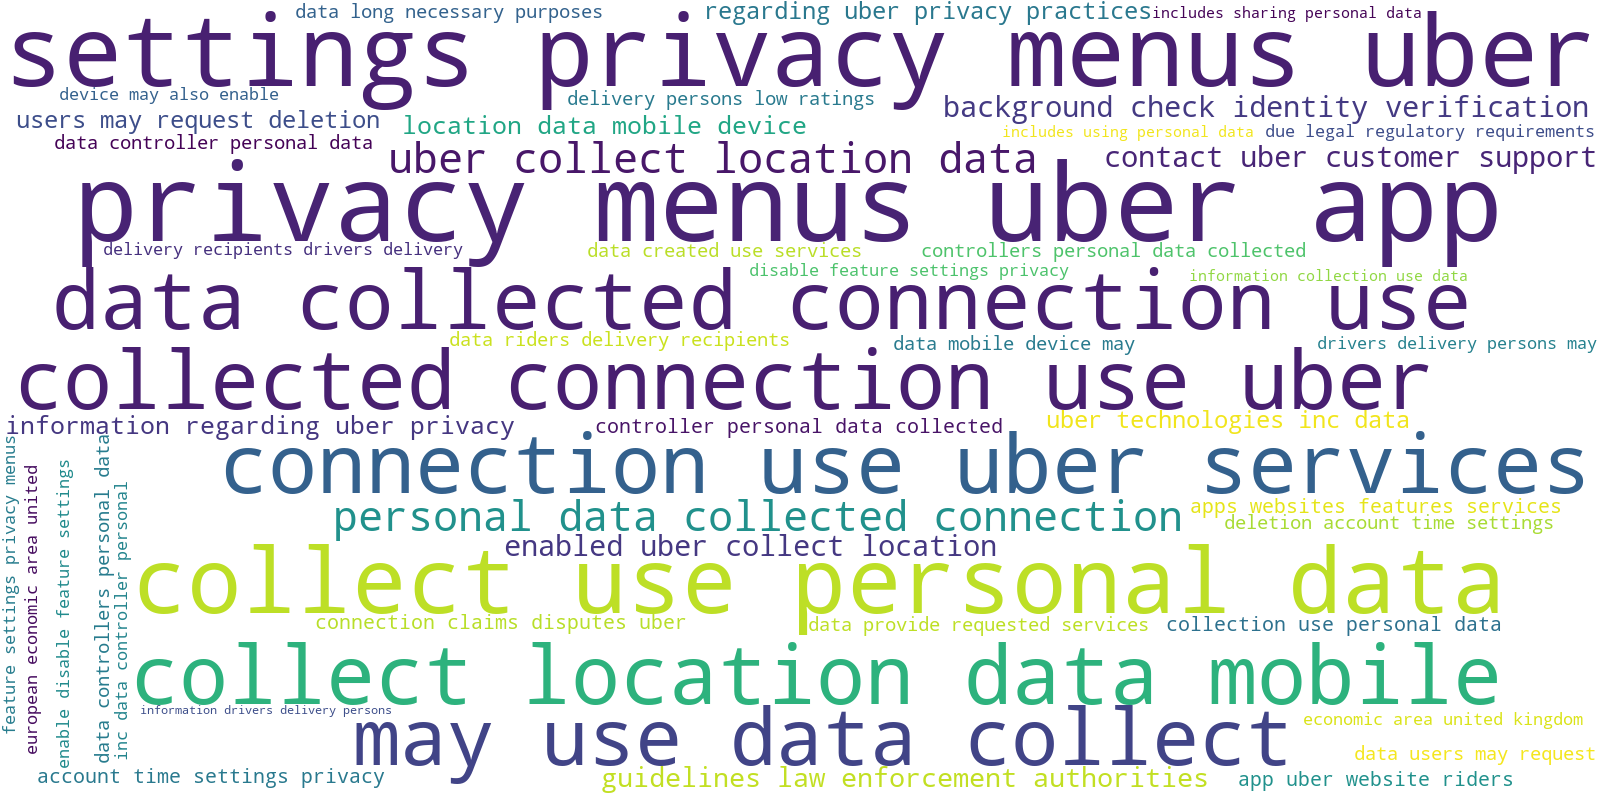 data long necessary purposes
regarding uber privacy practices
includes sharing personal data
settings privacy menus uber
device may also enable
delivery persons low ratings
background check identity verification
users may request deletion
location data mobile device
includes using personal data
due legal regulatory requirements
data controller personal data
uber collect location data
contact uber customer support
privacy menus uber app
delivery recipients drivers delivery
data created use services
controllers personal data collected
disable feature settings privacy
information collection use data
data collected connection use
data riders delivery recipients
data mobile device may
drivers delivery persons may
collected connection use uber
information regarding uber privacy
controller personal data collected
uber technologies inc data
connection use uber services
feature settings privacy menus
european economic area united
enable disable feature settings
data controllers personal data
inc data controller personal
personal data collected connection
apps websites features services
deletion account time settings
enabled uber collect location
collect use personal data
connection claims disputes uber
data provide requested services
collection use personal data
collect location data mobile
information drivers delivery persons
may use data collect
economic area united kingdom
data users may request
account time settings privacy
guidelines law enforcement authorities
app uber website riders